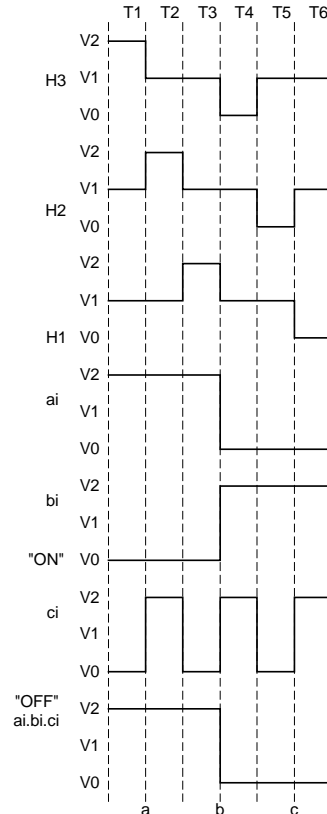 T1 T2 T3 T4 T5 T6
V2
H3 V1
V0
V2
V1
H2
V0
V2
V1
H1 V0
V2
ai
V1
V0
bi
V2
V1
"ON" V0
V2
ci
V1
V0
"OFF"
V2
ai.bi.ci
V1
V0
a b c